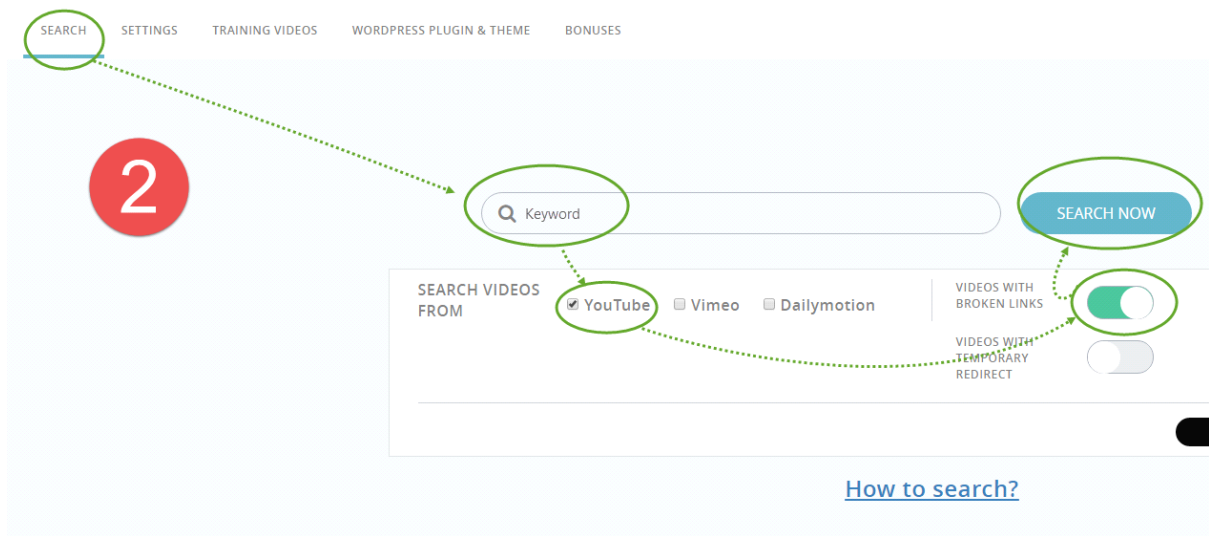 SEARCH SETTINGS TRAINING VIDEOS WORDPRESS PLUGIN & THEME BONUSES
2
Keyword
SEARCH NOW
SEARCH VIDEOS
FROM
YouTube Vimeo Dailymotion
VIDEOS WITH
BROKEN LINKS
VIDEOS WITH
TEMPORARY
REDIRECT
How to search?